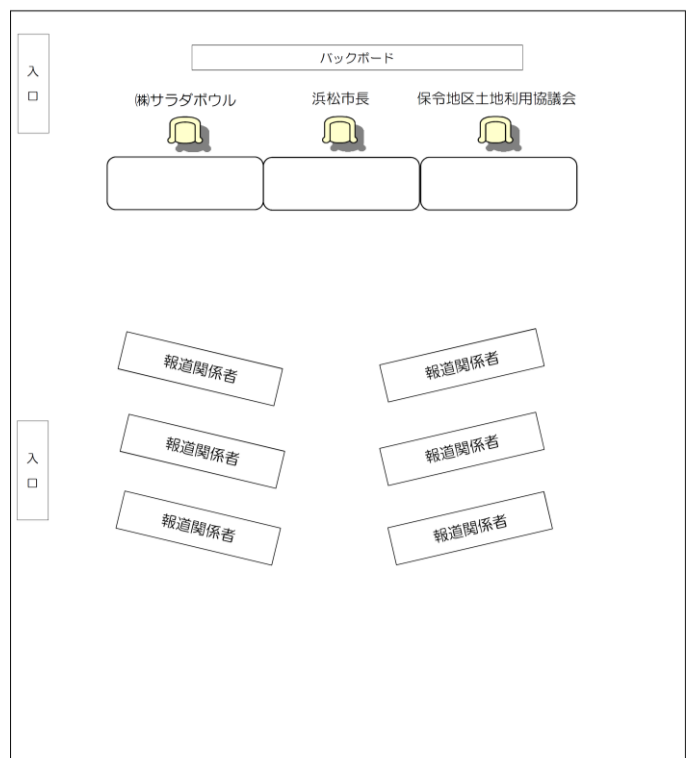 バックボード
入口
㈱サラダボウル
浜松市長
保令地区土地利用協議会
報道関係者
報道関係者
報道関係者
報道関係者
入口
報道関係者
報道関係者